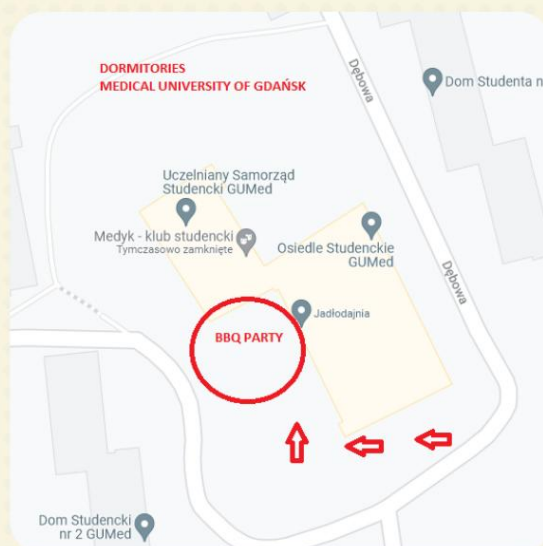 DORMITORIES
MEDICAL UNIVERSITY OF GDAŃSK
Dębowa
Dom Studenta n
Uczelniany Samorząd
Studencki GUMed
Medyk - klub studencki
Tymczasowo zamknięte
Osiedle Studenckie
GUMed
Dębowa
Jadłodajnia
BBQ PARTY
Dom Studencki
nr 2 GUMed